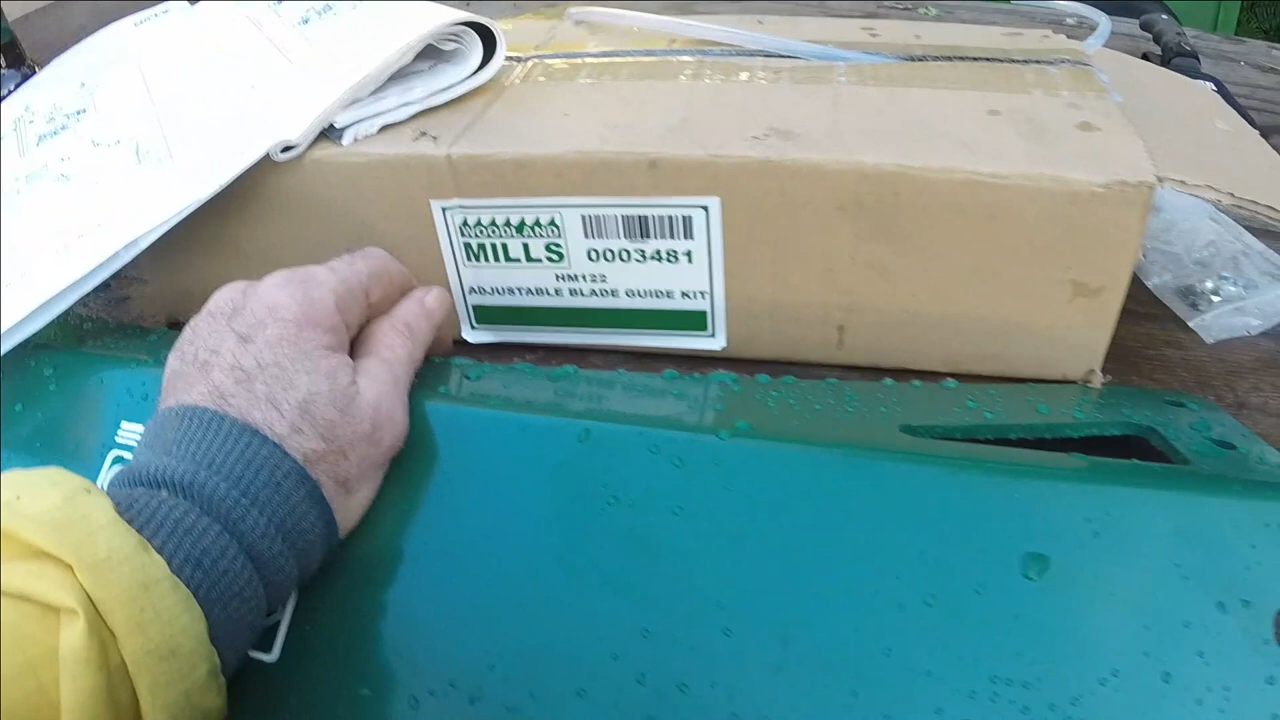 WOODLAND
MILLS
0003481
HM122
ADJUSTABLE BLADE GUIDE KIT